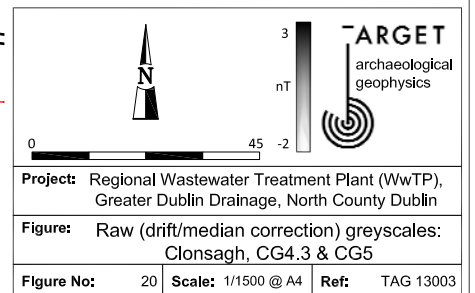 N
0 45
3
nT
-2
TARGET
archaeological
geophysics
Project: Regional Wastewater Treatment Plant (WwTP),
Greater Dublin Drainage, North County Dublin
Figure: Raw (drift/median correction) greyscales:
Clonsagh, CG4.3 & CG5
Figure No: 20 Scale: 1/1500 @ A4 Ref: TAG 13003